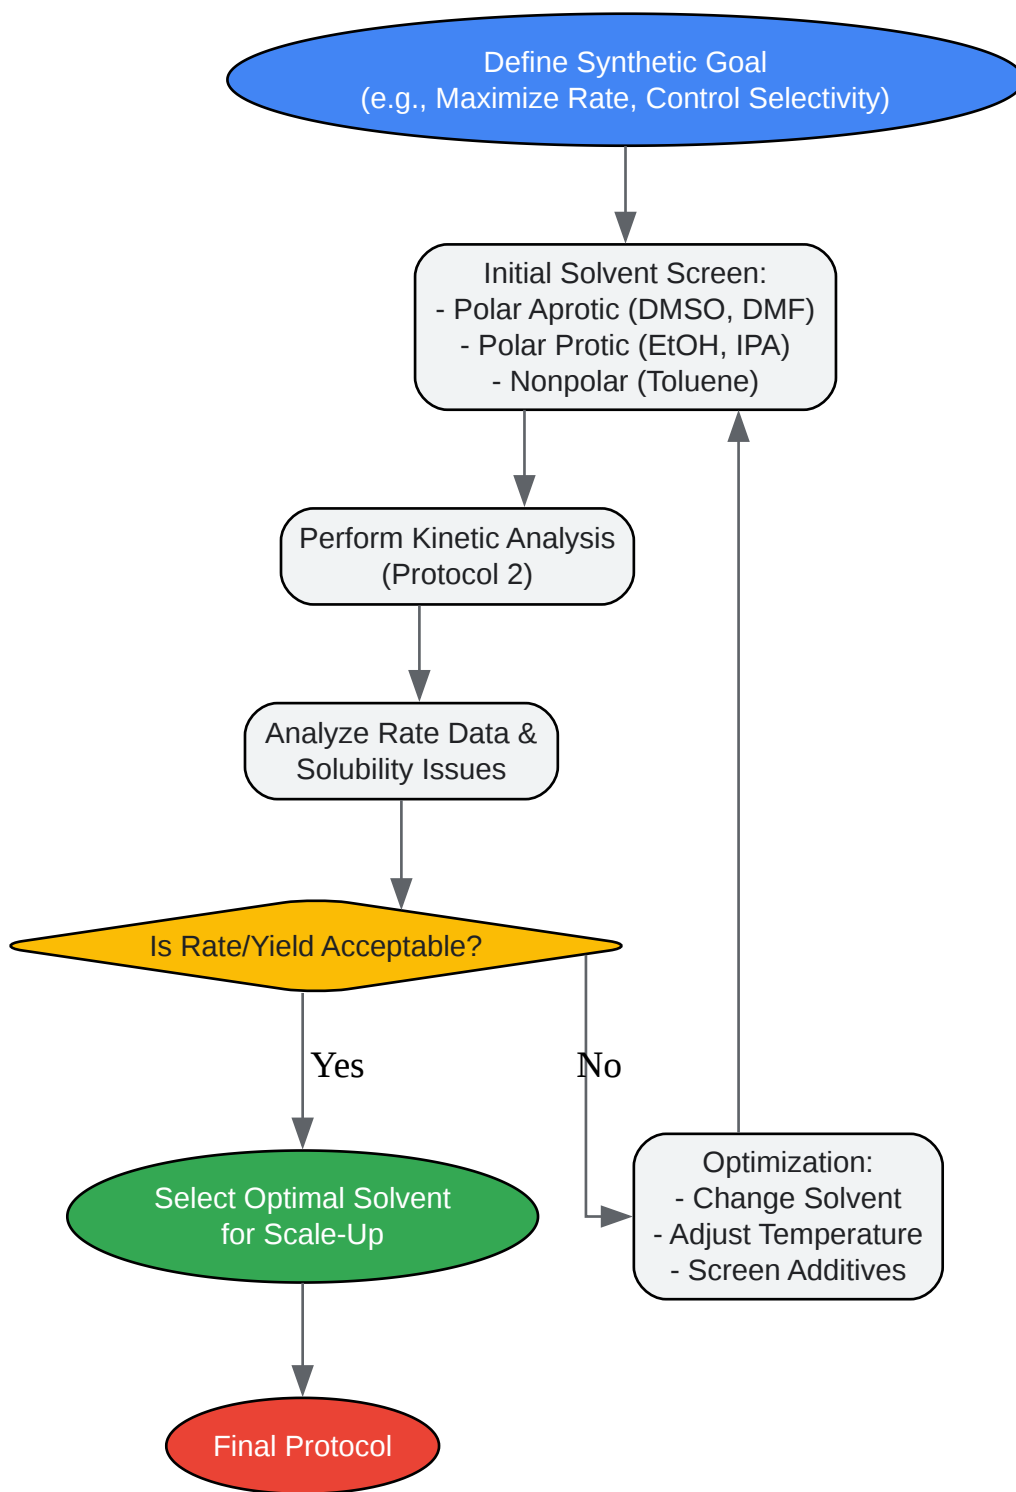 Define Synthetic Goal
(e.g., Maximize Rate, Control Selectivity)
Initial Solvent Screen:
- Polar Aprotic (DMSO, DMF)
- Polar Protic (EtOH, IPA)
- Nonpolar (Toluene)
Perform Kinetic Analysis
(Protocol 2)
Analyze Rate Data &
Solubility Issues
Is Rate/Yield Acceptable?
Yes
No
Select Optimal Solvent
for Scale-Up
Optimization:
- Change Solvent
- Adjust Temperature
- Screen Additives
Final Protocol